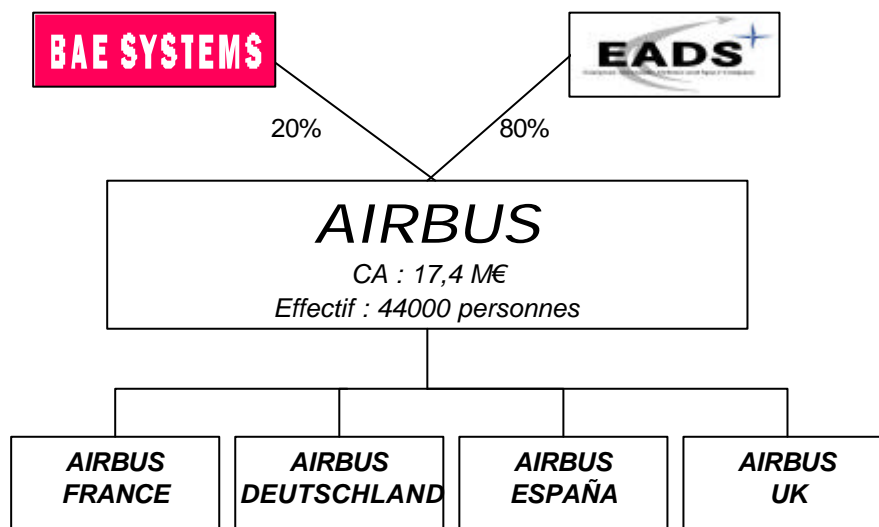 BAE SYSTEMS
EADS
20%
80%
AIRBUS
CA : 17,4 M€
Effectif : 44000 personnes
AIRBUS
FRANCE
AIRBUS
DEUTSCHLAND
AIRBUS
ESPAÑA
AIRBUS
UK